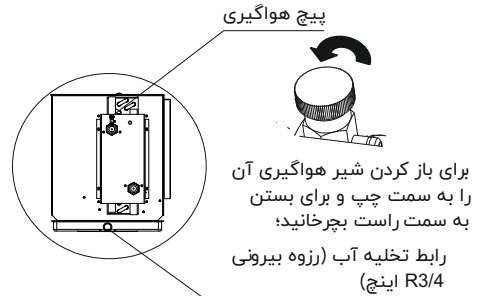 پیچ هواگیری
برای باز کردن شیر هواگیری آن
را به سمت چپ و برای بستن
به سمت راست بچرخانید؛
رابط تخلیه آب (رزوه بیرونی
R3/4 اینچ)